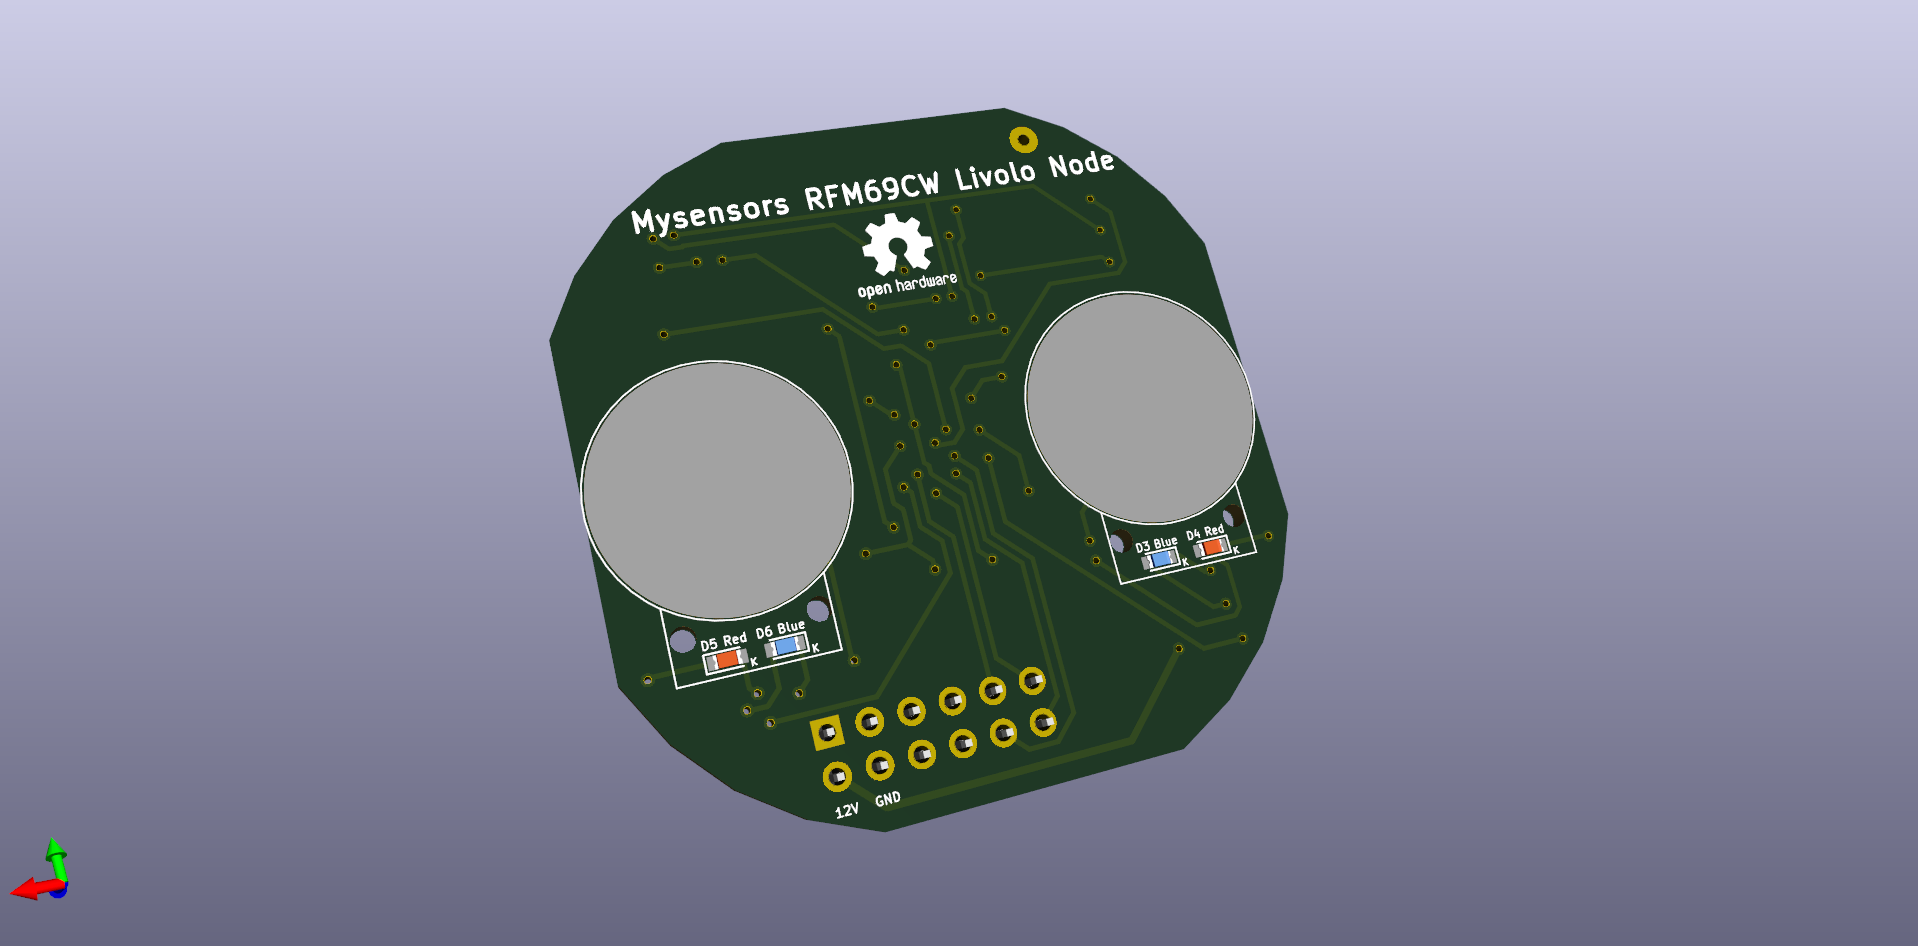 Mysensors RFM69CW Livolo Node
open hardware
D3 Blue
K
D4 Red
K
D5 Red
K
D6 Blue
K
12V
GND